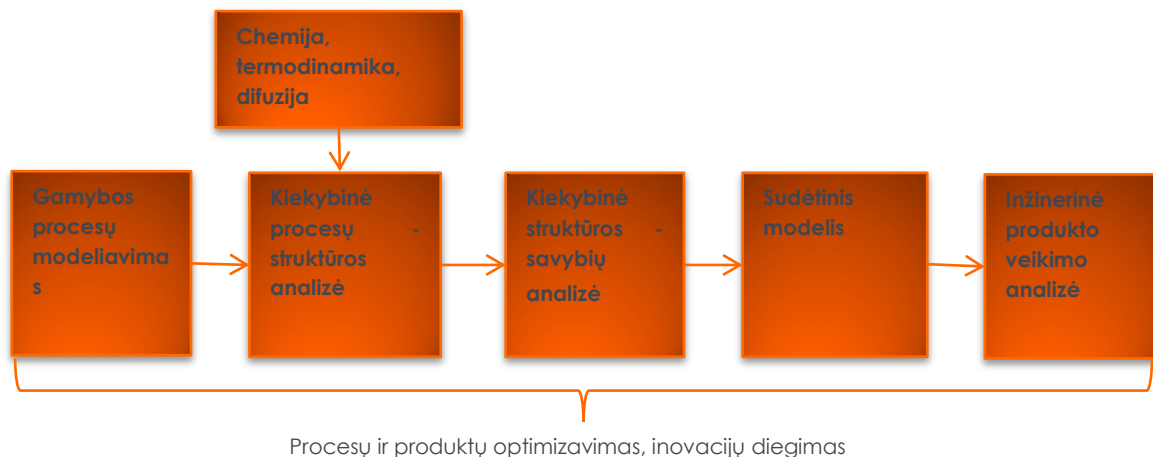 Chemija,
termodinamika,
difuzija
Gamybos
procesų
modeliavima
s
Kiekybinė
procesų -
struktūros
analizė
Kiekybinė
struktūros -
savybių
analizė
Sudėtinis
modelis
Inžinerinė
produkto
veikimo
analizė
Procesų ir produktų optimizavimas, inovacijų diegimas